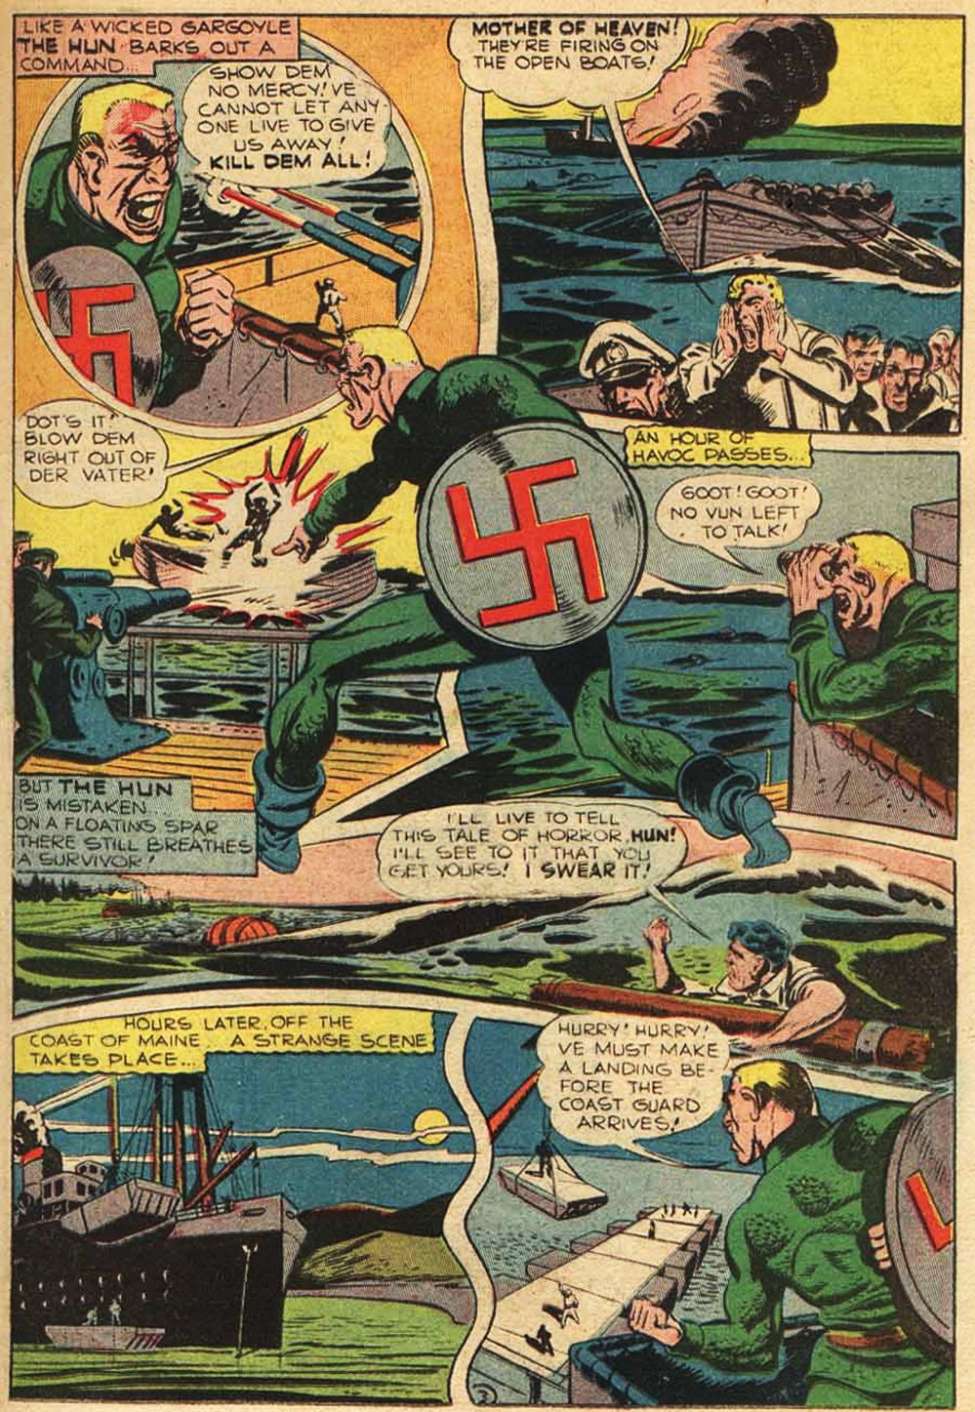 LIKE A WICKED GARGOYLE
THE HUN BARKS OUT A
COMMAND...
SHOW DEM
NO MERCY! VE
CANNOT LET ANY-
ONE LIVE TO GIVE
US AWAY!
KILL DEM ALL!
MOTHER OF HEAVEN!
THEY'RE FIRING ON
THE OPEN BOATS!
DOT'S IT!
BLOW DEM
RIGHT OUT OF
DER VATER!
AN HOUR OF
HAVOC PASSES...
GOOT! GOOT!
NO VUN LEFT
TO TALK!
BUT THE HUN
IS MISTAKEN...
ON A FLOATING SPAR
THERE STILL BREATHES
A SURVIVOR!
I'LL LIVE TO TELL
THIS TALE OF HORROR, HUN!
I'LL SEE TO IT THAT YOU
GET YOURS! I SWEAR IT!
HOURS LATER, OFF THE
COAST OF MAINE, A STRANGE SCENE
TAKES PLACE...
HURRY! HURRY!
VE MUST MAKE
A LANDING BE-
FORE THE
COAST GUARD
ARRIVES!